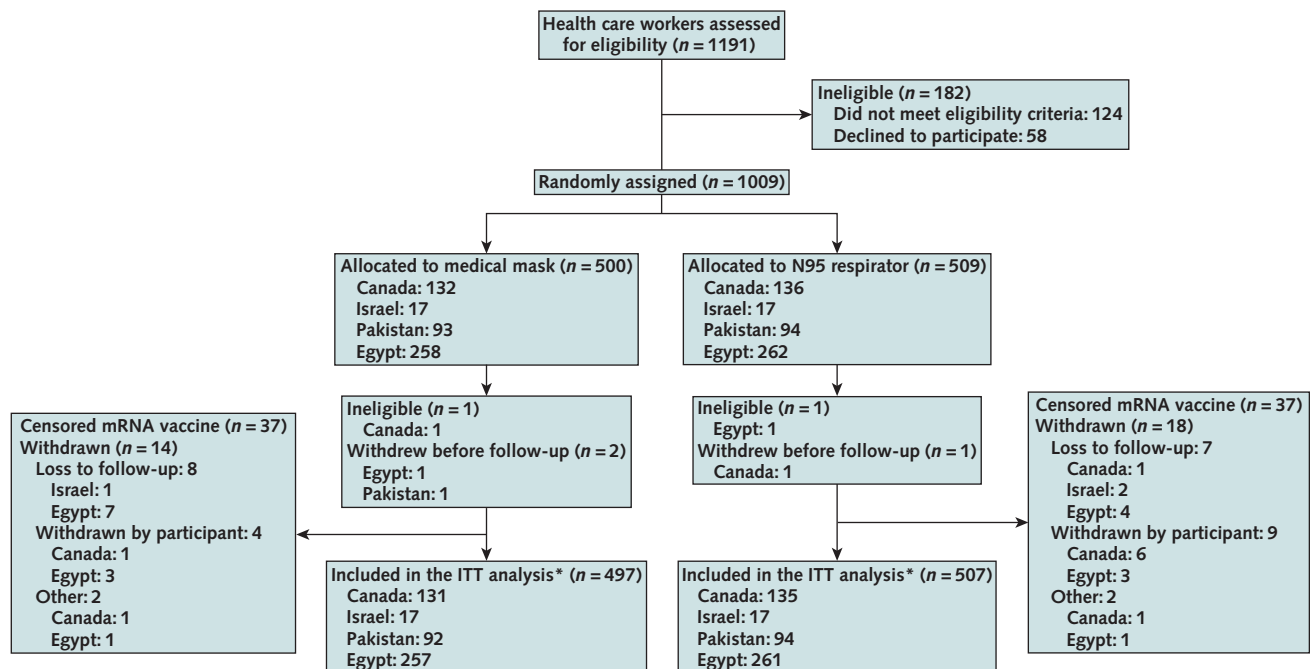 Health care workers assessed
for eligibility (n = 1191)
Ineligible (n = 182)
Did not meet eligibility criteria: 124
Declined to participate: 58
Randomly assigned (n = 1009)
Allocated to medical mask (n = 500)
Canada: 132
Israel: 17
Pakistan: 93
Egypt: 258
Allocated to N95 respirator (n = 509)
Canada: 136
Israel: 17
Pakistan: 94
Egypt: 262
Ineligible (n = 1)
Canada: 1
Withdrew before follow-up (n = 2)
Egypt: 1
Pakistan: 1
Ineligible (n = 1)
Egypt: 1
Withdrew before follow-up (n = 1)
Canada: 1
Censored mRNA vaccine (n = 37)
Withdrawn (n = 14)
Loss to follow-up: 8
Israel: 1
Egypt: 7
Withdrawn by participant: 4
Canada: 1
Egypt: 3
Other: 2
Canada: 1
Egypt: 1
Censored mRNA vaccine (n = 37)
Withdrawn (n = 18)
Loss to follow-up: 7
Canada: 1
Israel: 2
Egypt: 4
Withdrawn by participant: 9
Canada: 6
Egypt: 3
Other: 2
Canada: 1
Egypt: 1
Included in the ITT analysis* (n = 497)
Canada: 131
Israel: 17
Pakistan: 92
Egypt: 257
Included in the ITT analysis* (n = 507)
Canada: 135
Israel: 17
Pakistan: 94
Egypt: 261